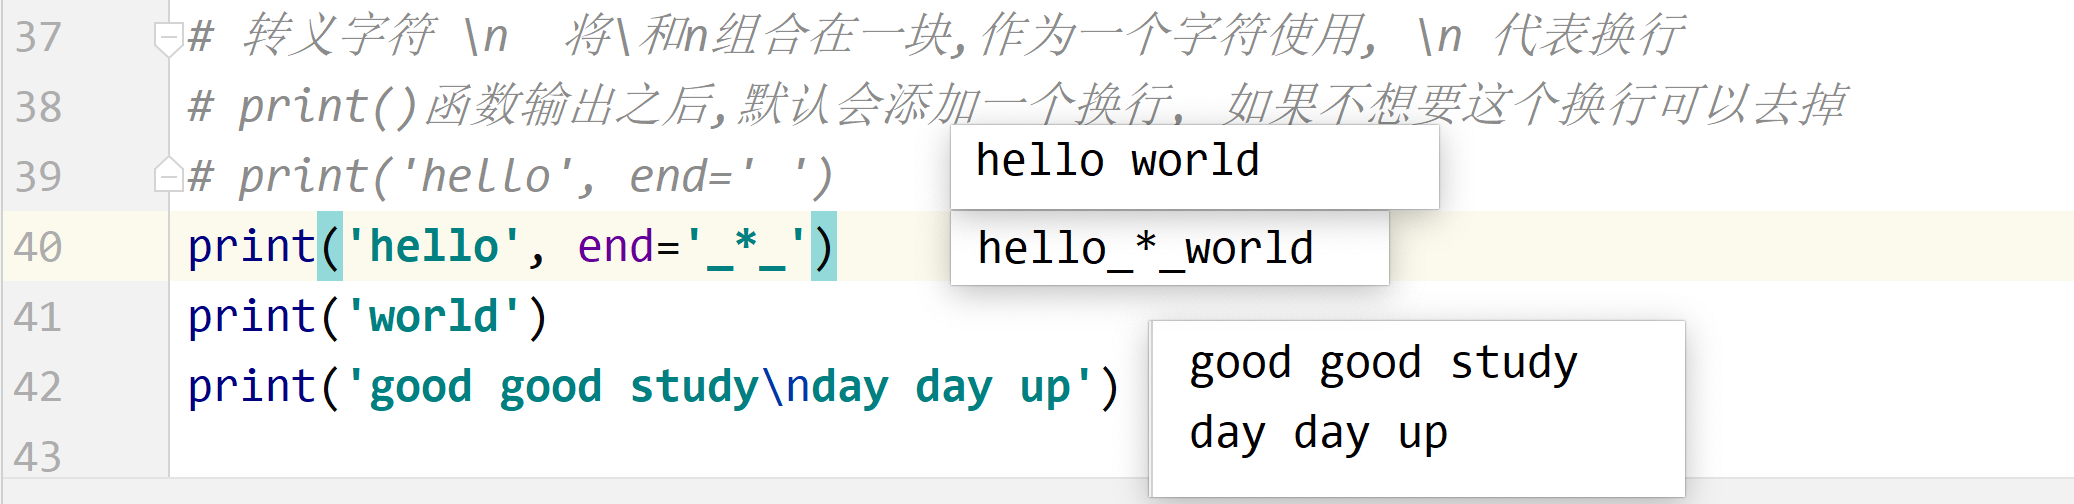 37 # 转义字符 \n  将\和n组合在一块,作为一个字符使用, \n 代表换行
38 # print()函数输出之后,默认会添加一个换行, 如果不想要这个换行可以去掉
39 # print('hello', end=' ')
hello world
40 print('hello', end='_*_')
hello_*_world
41 print('world')
42 print('good good study\nday day up')
good good study
day day up
43